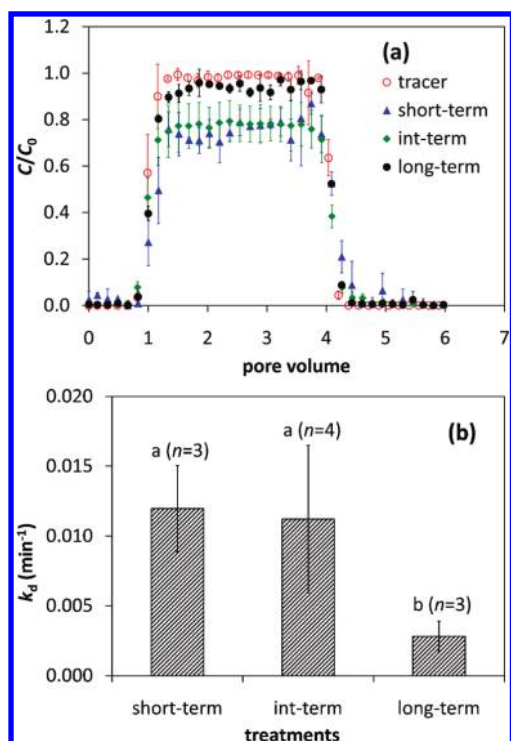 1.2
(a)
1.0
tracer
0.8
short-term
C/C0
0.6
int-term
long-term
0.4
0.2
0.0
0 1 2 3 4 5 6 7
pore volume
0.020
(b)
a (n=3)
a (n=4)
0.015
kd (min-1)
0.010
b (n=3)
0.005
0.000
short-term int-term long-term
treatments